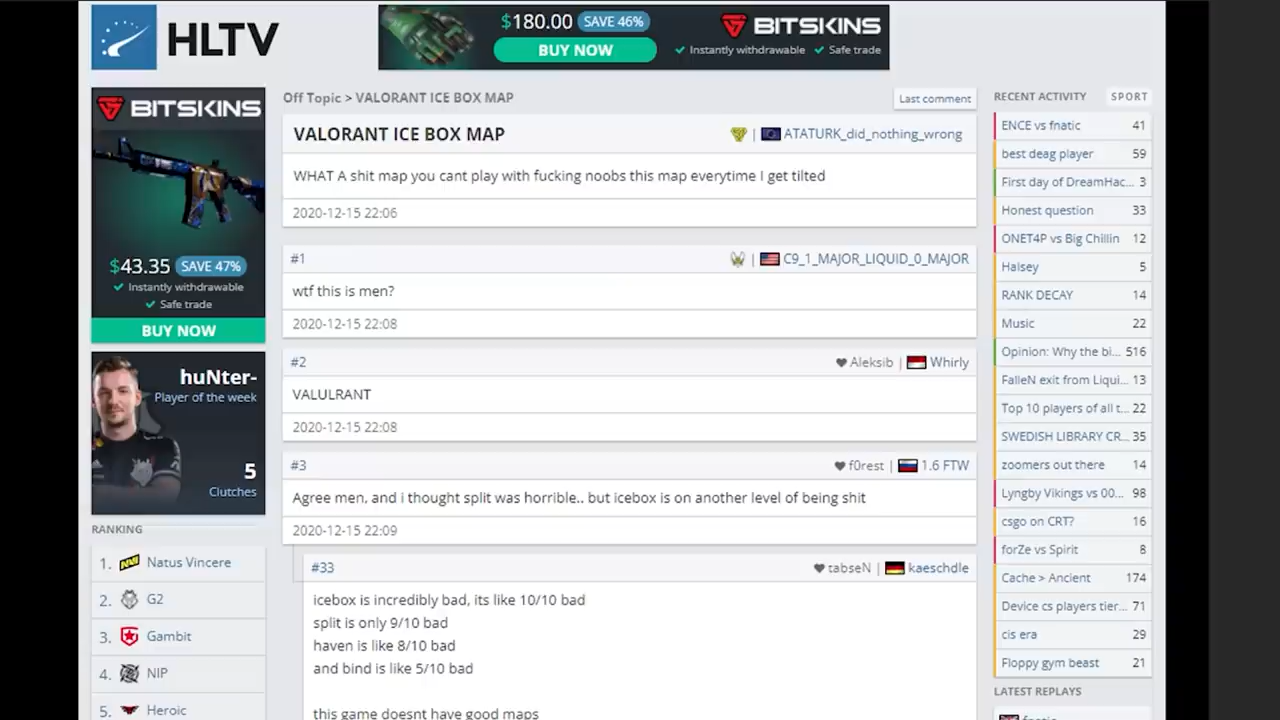 HLTV
$180.00 SAVE 46%
BUY NOW
BITSKINS
Instantly withdrawable Safe trade
BITSKINS
$43.35 SAVE 47%
Instantly withdrawable
Safe trade
BUY NOW
huNter-
Player of the week
5
Clutches
RANKING
1. Natus Vincere
2. G2
3. Gambit
4. NIP
5. Heroic
Off Topic > VALORANT ICE BOX MAP
Last comment
VALORANT ICE BOX MAP
ATATURK_did_nothing_wrong
WHAT A shit map you cant play with fucking noobs this map everytime I get tilted
2020-12-15 22:06
#1
C9_1_MAJOR_LIQUID_0_MAJOR
wtf this is men?
2020-12-15 22:08
#2
Aleksib | Whirly
VALULRANT
2020-12-15 22:08
#3
f0rest | 1.6 FTW
Agree men, and i thought split was horrible.. but icebox is on another level of being shit
2020-12-15 22:09
#33
tabseN | kaeschdle
icebox is incredibly bad, its like 10/10 bad
split is only 9/10 bad
haven is like 8/10 bad
and bind is like 5/10 bad
this game doesnt have good maps
RECENT ACTIVITY SPORT
ENCE vs fnatic 41
best deag player 59
First day of DreamHac... 3
Honest question 33
ONET4P vs Big Chillin 12
Halsey 5
RANK DECAY 14
Music 22
Opinion: Why the bi... 516
FalleN exit from Liqui... 13
Top 10 players of all t... 22
SWEDISH LIBRARY CR... 35
zoomers out there 14
Lyngby Vikings vs 00... 98
csgo on CRT? 16
forZe vs Spirit 8
Cache > Ancient 174
Device cs players tier... 71
cis era 29
Floppy gym beast 21
LATEST REPLAYS